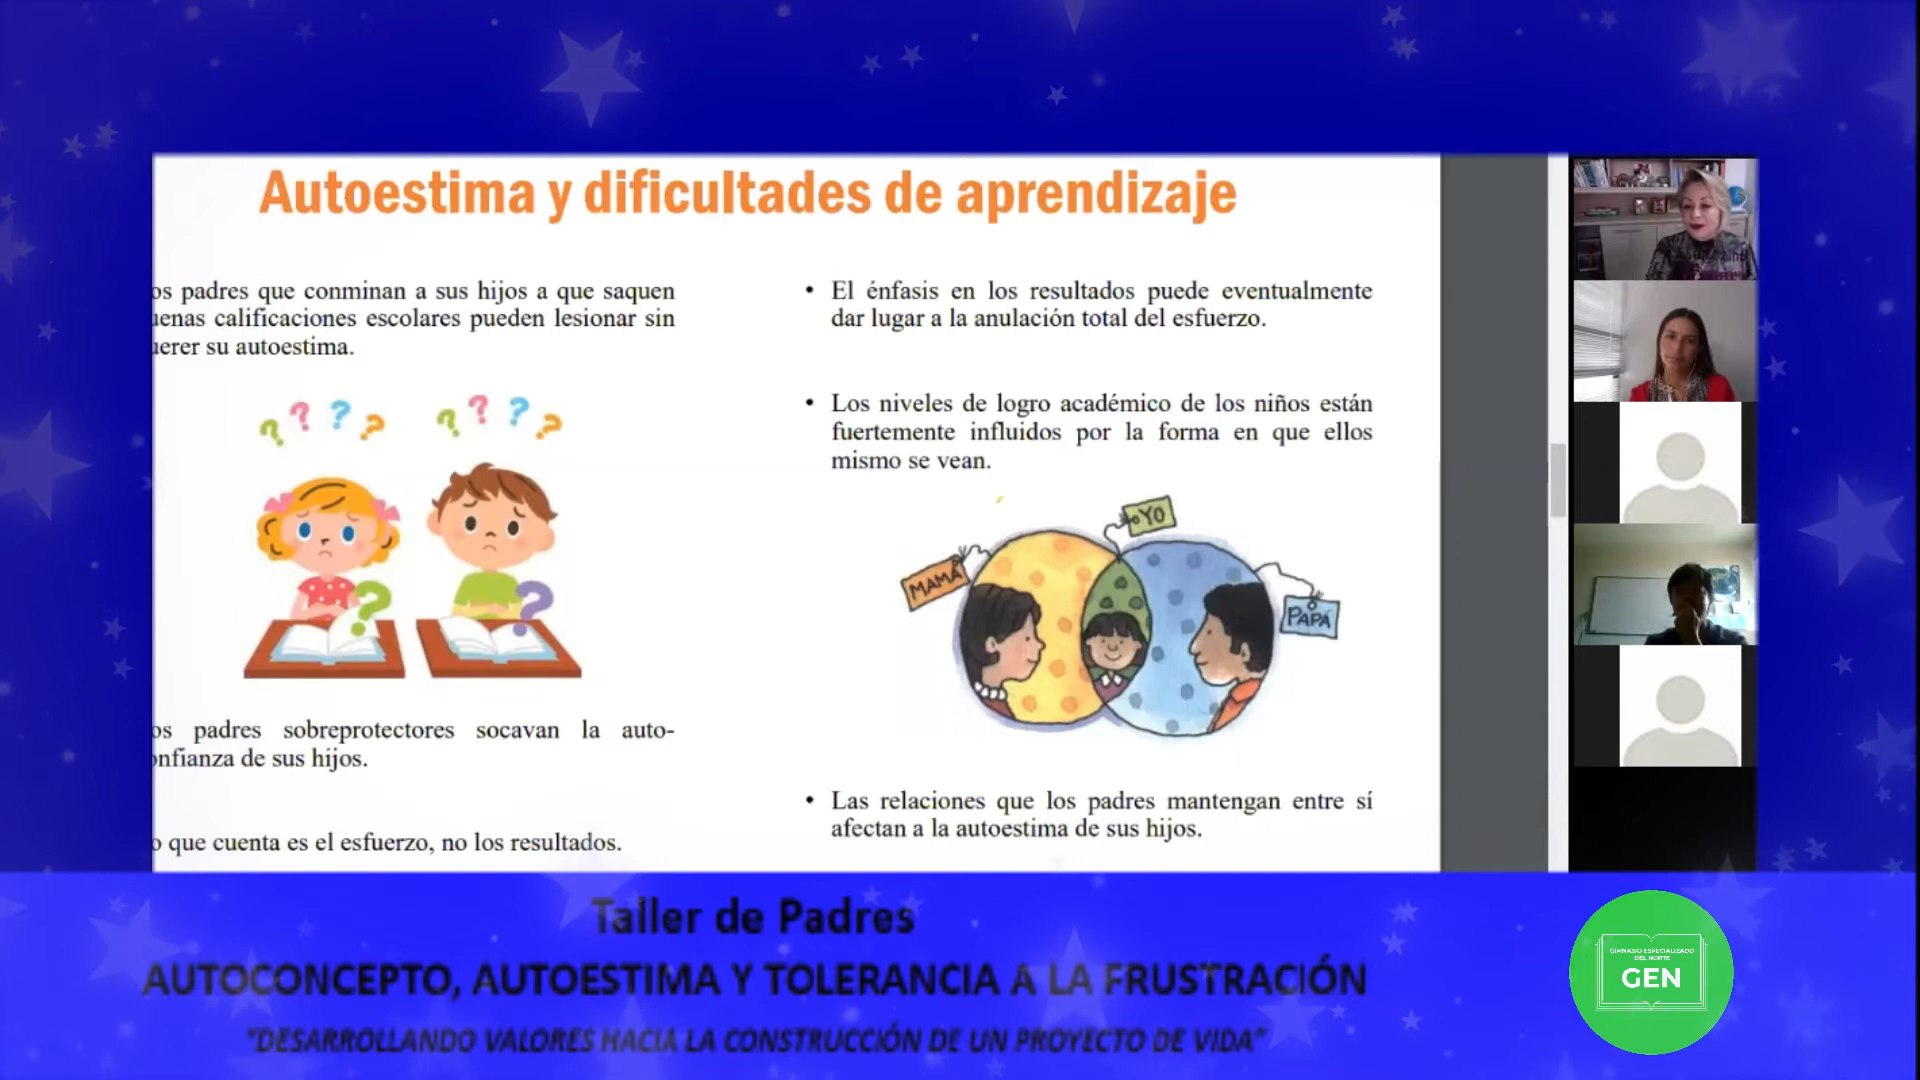 Autoestima y dificultades de aprendizaje
os padres que conminan a sus hijos a que saquen
uenas calificaciones escolares pueden lesionar sin
uerer su autoestima.
os padres sobreprotectores socavan la auto-
onfianza de sus hijos.
o que cuenta es el esfuerzo, no los resultados.
• El énfasis en los resultados puede eventualmente
dar lugar a la anulación total del esfuerzo.
• Los niveles de logro académico de los niños están
fuertemente influidos por la forma en que ellos
mismo se vean.
YO
MAMÁ
PAPÁ
• Las relaciones que los padres mantengan entre sí
afectan a la autoestima de sus hijos.
Taller de Padres
AUTOCONCEPTO, AUTOESTIMA Y TOLERANCIA A LA FRUSTRACIÓN
"DESARROLLANDO VALORES HACIA LA CONSTRUCCIÓN DE UN PROYECTO DE VIDA"
GIMNASIO ESPECIALIZADO
DEL NORTE
GEN